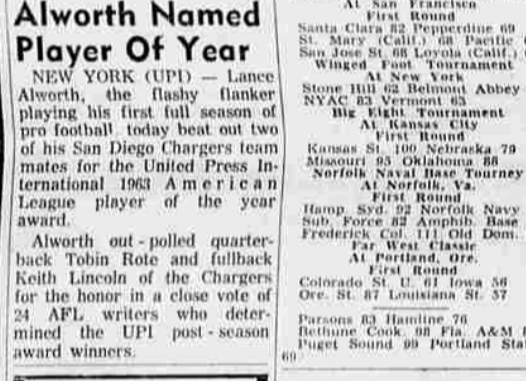 Alworth Named
Player Of Year
NEW YORK (UPI) — Lance
Alworth, the flashy flanker
playing his first full season of
pro football, today beat out two
of his San Diego Chargers team
mates for the United Press In-
ternational 1963 American
League player of the year
award.
Alworth out - polled quarter-
back Tobin Rote and fullback
Keith Lincoln of the Chargers
for the honor in a close vote of
24 AFL writers who deter-
mined the UPI post - season
award winners.
At San Francisco
First Round
Santa Clara 82 Pepperdine 69
St. Mary (Calif.) 68 Pacific
San Jose St. 68 Loyola (Calif.)
Winged Foot Tournament
At New York
Stone Hill 62 Belmont Abbey
NYAC 83 Vermont 63
Big Eight Tournament
At Kansas City
First Round
Kansas St. 100 Nebraska 79
Missouri 95 Oklahoma 88
Norfolk Naval Base Tourney
At Norfolk, Va.
First Round
Hamp. Syd. 92 Norfolk Navy
Sub. Force 82 Amphib. Base
Frederick Col. 111 Old Dom.
Far West Classic
At Portland, Ore.
First Round
Colorado St. U. 61 Iowa 56
Ore. St. 87 Louisiana St. 57
Parsons 83 Hamline 76
Bethune Cook. 98 Fla. A&M
Puget Sound 99 Portland Sta
69